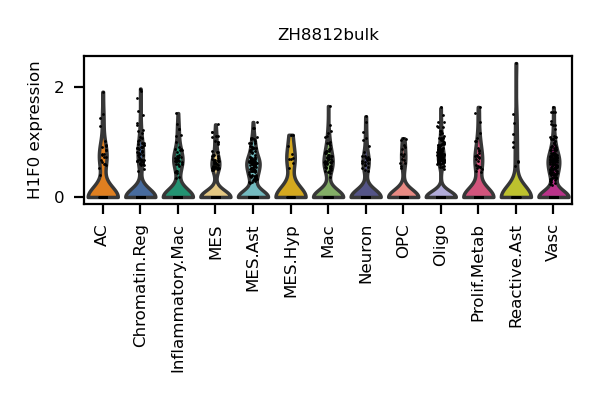 ZH8812bulk
H1F0 expression
2
0
AC
Chromatin.Reg
Inflammatory.Mac
MES
MES.Ast
MES.Hyp
Mac
Neuron
OPC
Oligo
Prolif.Metab
Reactive.Ast
Vasc